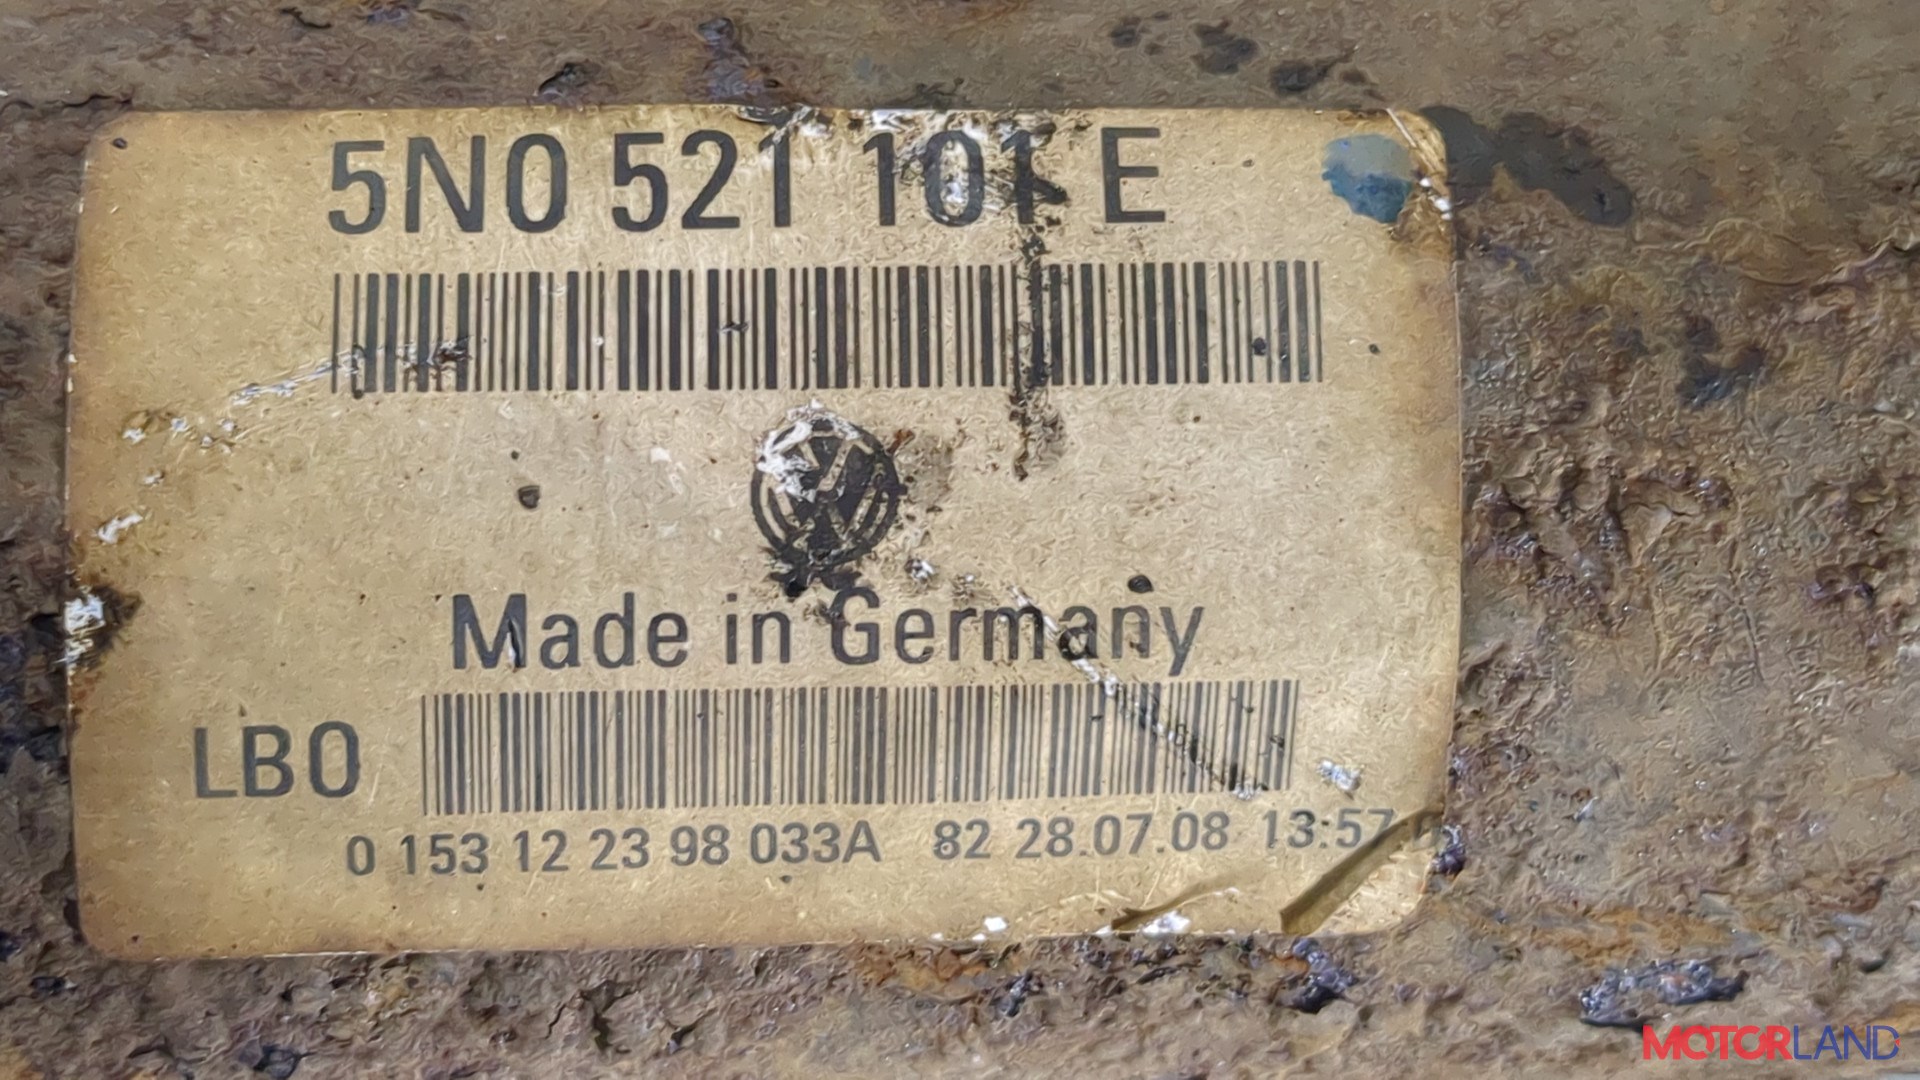 5N0 521 101 E
Made in Germany
LB0
0 153 12 23 98 033A 82 28.07.08 13:57
MOTORLAND